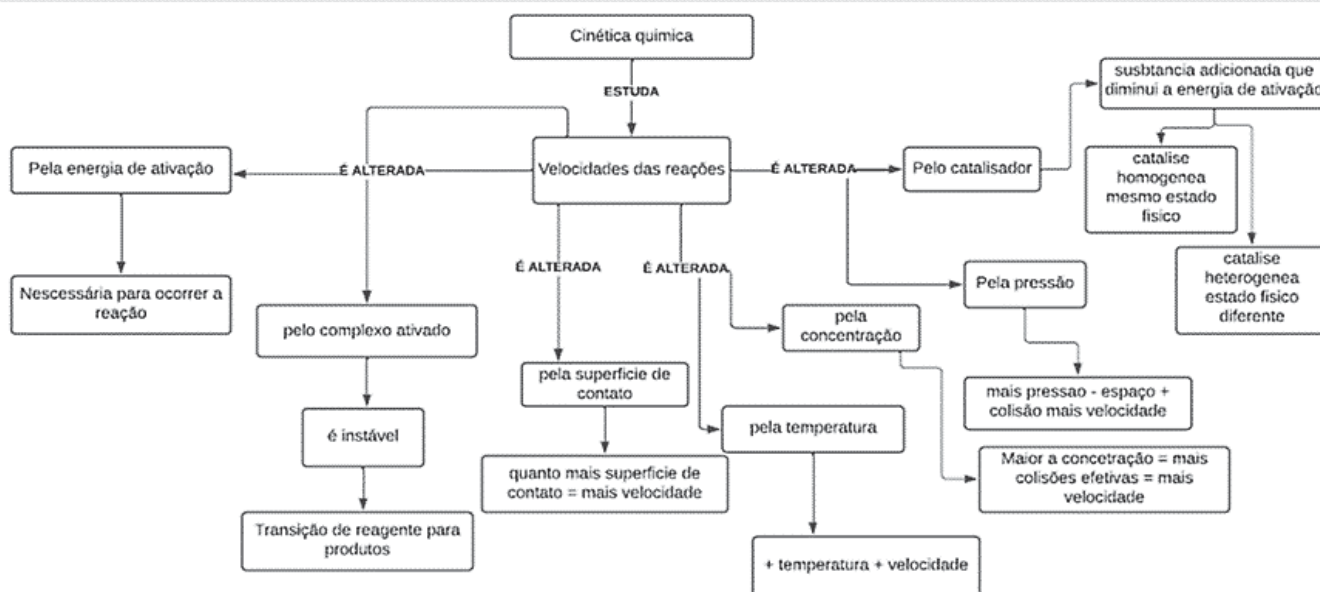 Cinética quimica
ESTUDA
Velocidades das reações
É ALTERADA
Pela energia de ativação
Nescessária para ocorrer a
reação
pelo complexo ativado
é instável
Transição de reagente para
produtos
É ALTERADA
pela superficie de
contato
quanto mais superficie de
contato = mais velocidade
É ALTERADA
pela temperatura
+ temperatura + velocidade
pela
concentração
Maior a concetração = mais
colisões efetivas = mais
velocidade
É ALTERADA
Pela pressão
mais pressao - espaço +
colisão mais velocidade
Pelo catalisador
susbtancia adicionada que
diminui a energia de ativação
catalise
homogenea
mesmo estado
fisico
catalise
heterogenea
estado fisico
diferente